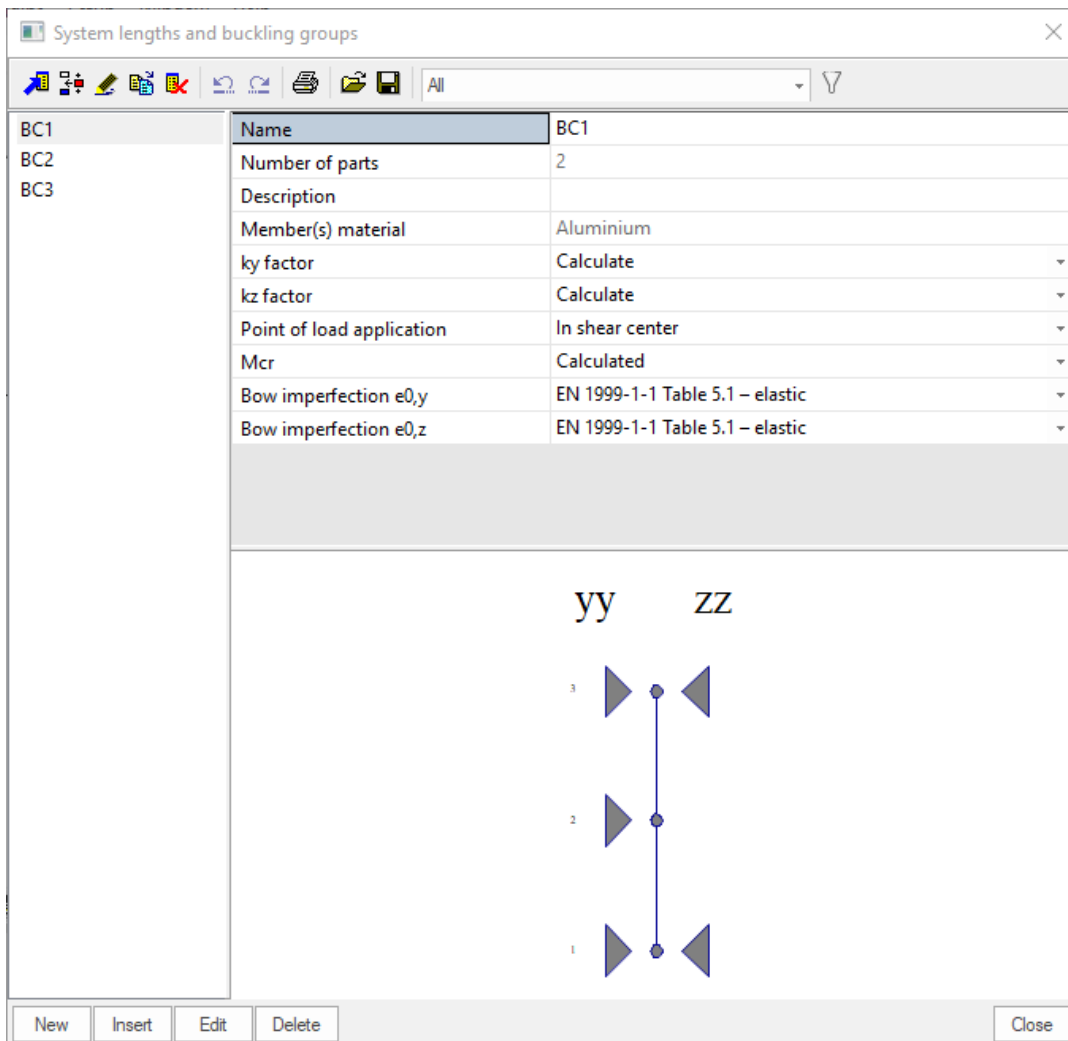 System lengths and buckling groups
All
BC1
BC2
BC3
Name BC1
Number of parts 2
Description
Member(s) material Aluminium
ky factor Calculate
kz factor Calculate
Point of load application In shear center
Mcr Calculated
Bow imperfection e0,y EN 1999-1-1 Table 5.1 – elastic
Bow imperfection e0,z EN 1999-1-1 Table 5.1 – elastic
yy zz
3
2
1
New Insert Edit Delete Close